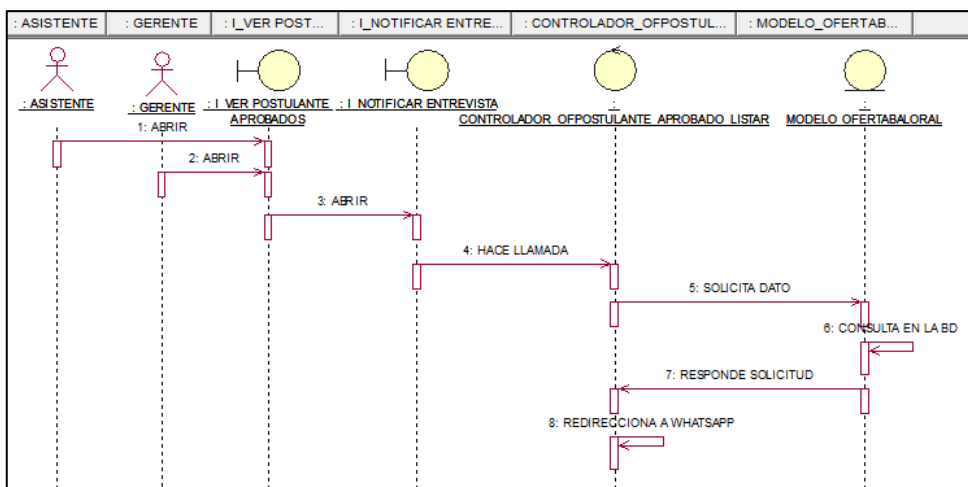 : ASISTENTE
: GERENTE
: I_VER POST...
: I_NOTIFICAR ENTRE...
: CONTROLADOR_OFPOSTUL...
: MODELO_OFERTAB...
: ASISTENTE
: GERENTE
: I_VER POSTULANTE
APROBADOS
: I_NOTIFICAR ENTREVISTA
:
CONTROLADOR_OFPOSTULANTE_APROBADO_LISTAR
:
MODELO_OFERTABALORAL
1: ABRIR
2: ABRIR
3: ABRIR
4: HACE LLAMADA
5: SOLICITA DATO
6: CONSULTA EN LA BD
7: RESPONDE SOLICITUD
8: REDIRECCIONA A WHATSAPP